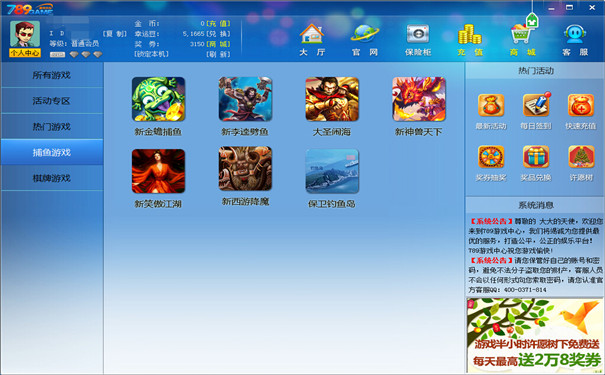 789GAME
I D
[复制]
等级: 普通会员
个人中心
金 币: 0 [充值]
幸运豆: 5,1665 [兑换]
奖 券: 3150 [商城]
[锁定本机] [刷新]
大厅
官网
保险柜
充值
商城
客服
所有游戏
活动专区
热门游戏
捕鱼游戏
棋牌游戏
新金蟾捕鱼
新李逵劈鱼
大圣闹海
新神兽天下
新笑傲江湖
新西游降魔
保卫钓鱼岛
热门活动
最新活动
每日签到
快速充值
奖券抽奖
奖品兑换
许愿树
系统消息
【系统公告】尊敬的 大大的天使, 欢迎您
来到789游戏中心, 我们将竭诚为您提供最
优的服务, 打造公平, 公正的娱乐平台!
789游戏中心祝您游戏愉快!
【系统公告】请您保管好自己的账号和密
码, 避免不法分子盗取您的财产, 客服人员
不会以任何形式向您索取密码, 请您认准官
方客服QQ: 400-0371-814
游戏半小时许愿树下免费送
每天最高送2万8奖券